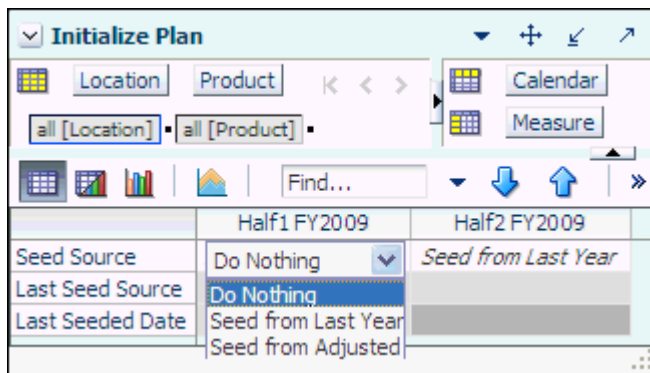 Initialize Plan
Location Product Calendar
all [Location] all [Product] Measure
Find...
Half1 FY2009 Half2 FY2009
Seed Source Do Nothing Seed from Last Year
Last Seed Source Do Nothing
Last Seeded Date Seed from Last Year
Seed from Adjusted